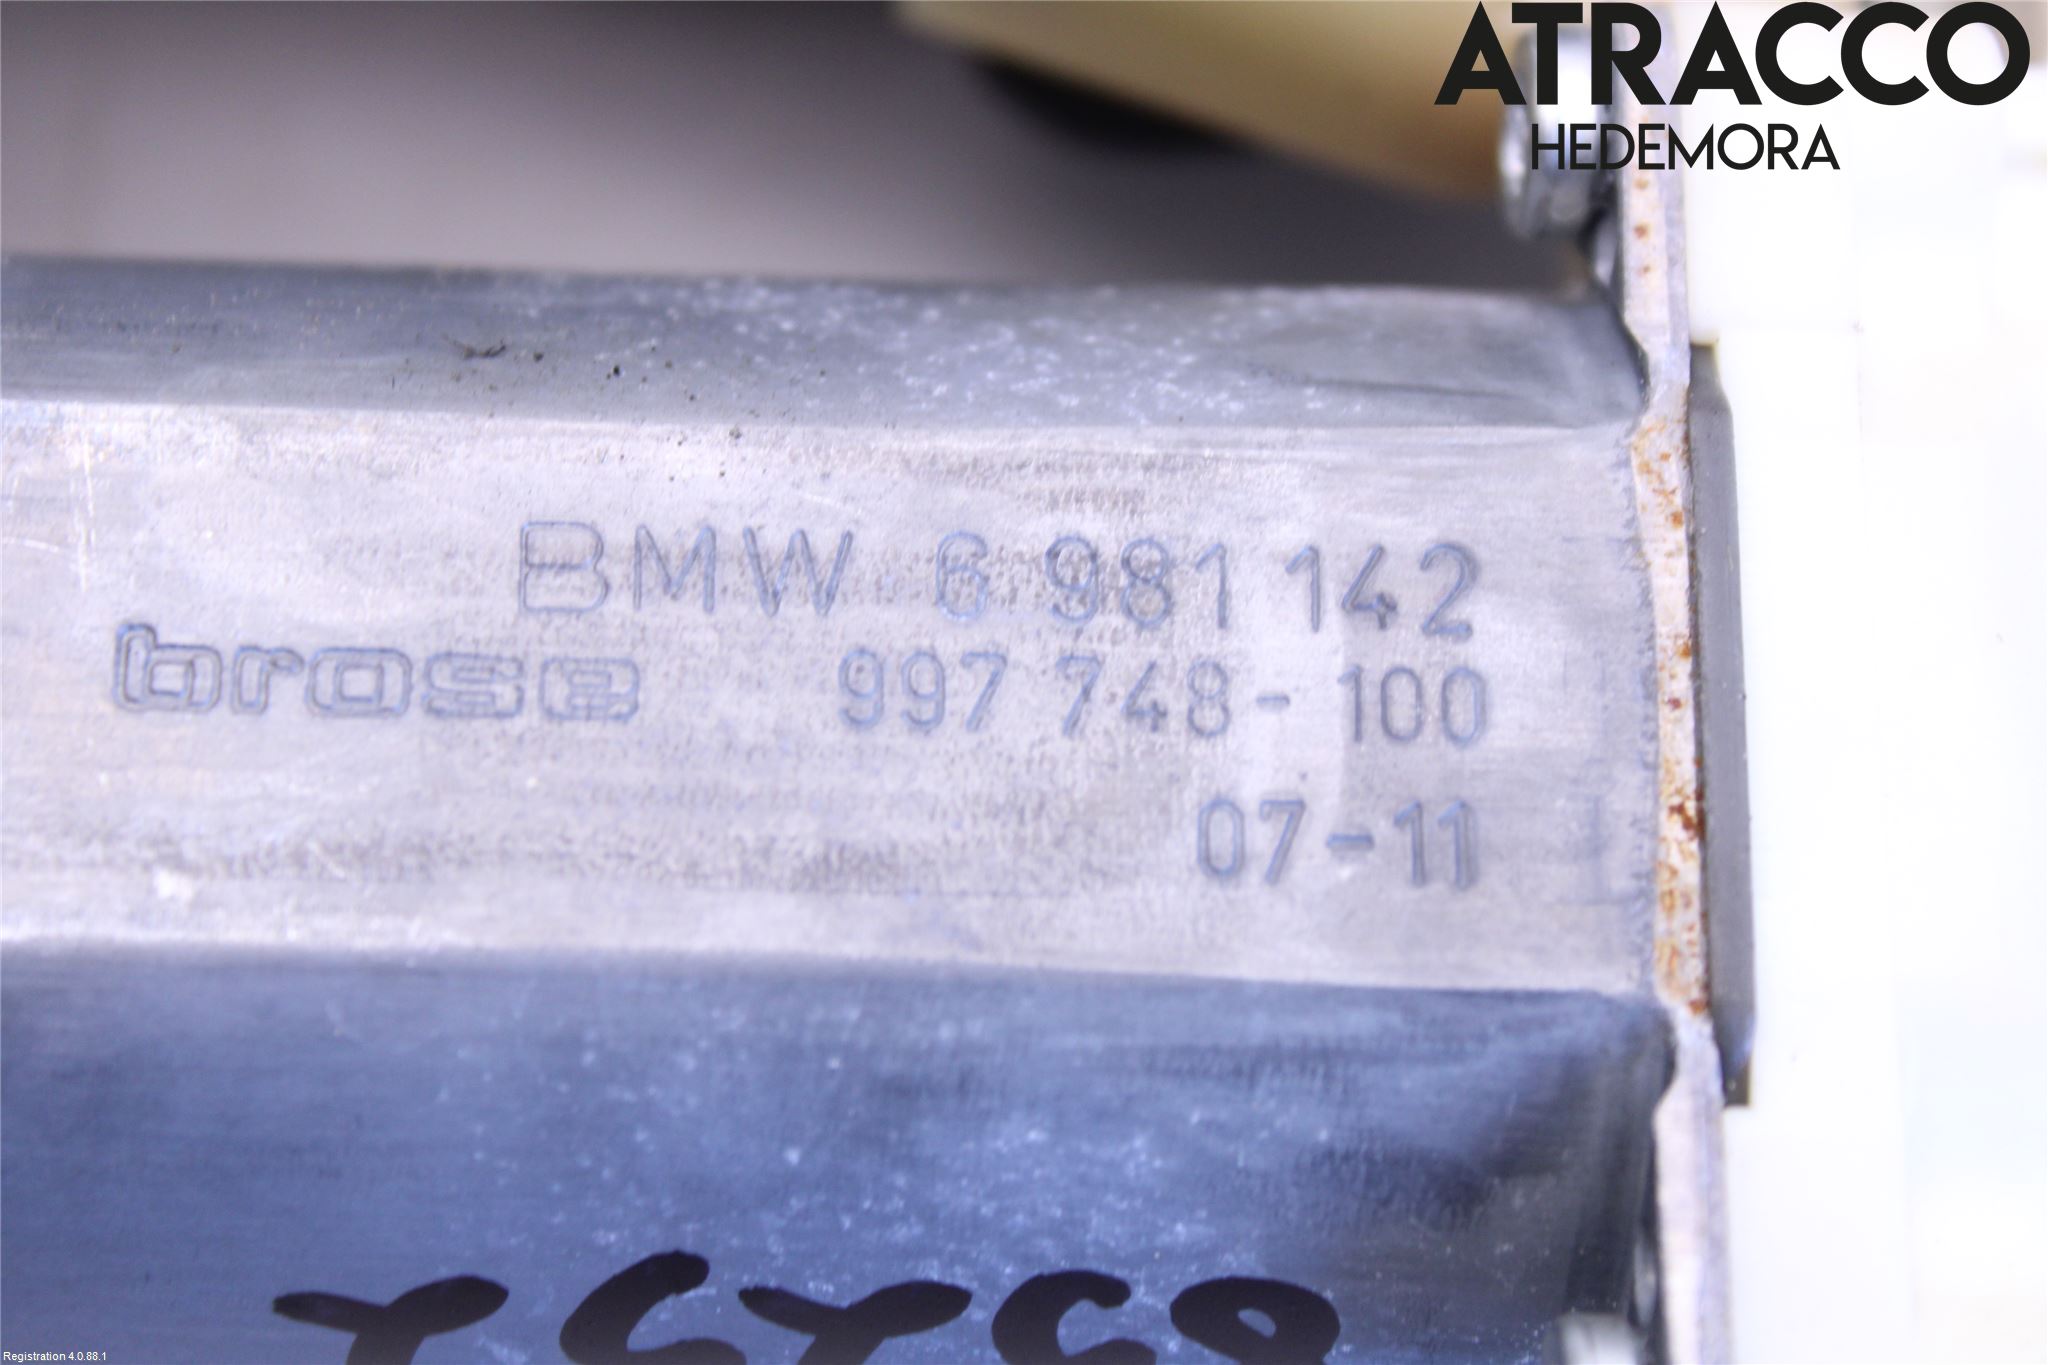 ATRACCO
HEDEMORA
BMW 6 981 142
brose 997 748-100
07-11
Registration 4.0.88.1